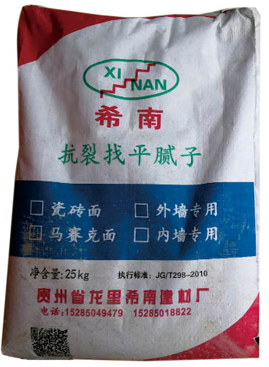 XI
NAN
希南
抗裂找平腻子
瓷砖面 外墙专用
马赛克面 内墙专用
净含量:25kg 执行标准: JG/T298-2010
贵州省龙里希南建材厂
电话:15285049479 15285018822